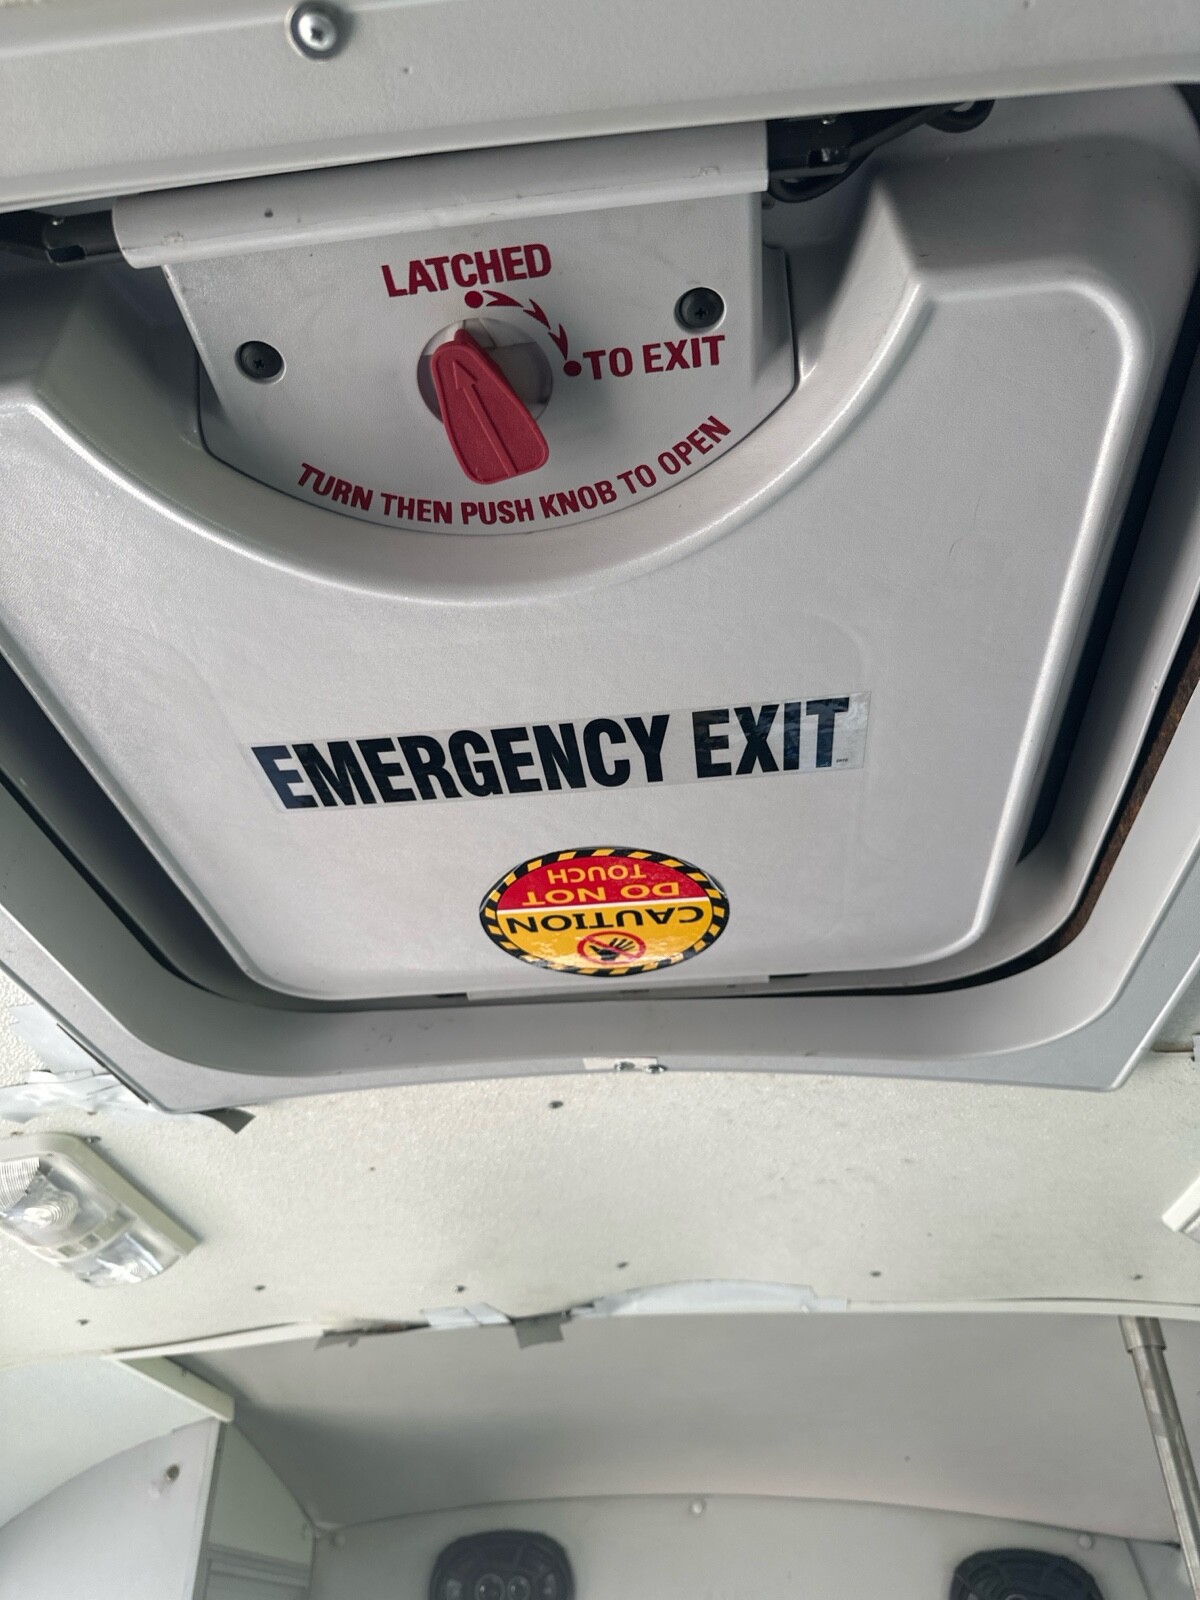 LATCHED
TO EXIT
TURN THEN PUSH KNOB TO OPEN
EMERGENCY EXIT
CAUTION
DO NOT
TOUCH